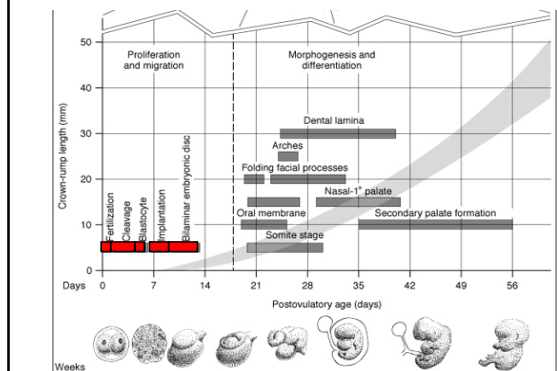 50
40
30
20
10
0
Crown-rump length (mm)
Proliferation
and migration
Morphogenesis and
differentiation
Fertilization
Cleavage
Blastocyte
Implantation
Bilaminar embryonic disc
Dental lamina
Arches
Folding facial processes
Nasal-1° palate
Oral membrane
Secondary palate formation
Somite stage
Days 0 7 14 21 28 35 42 49 56
Postovulatory age (days)
Weeks